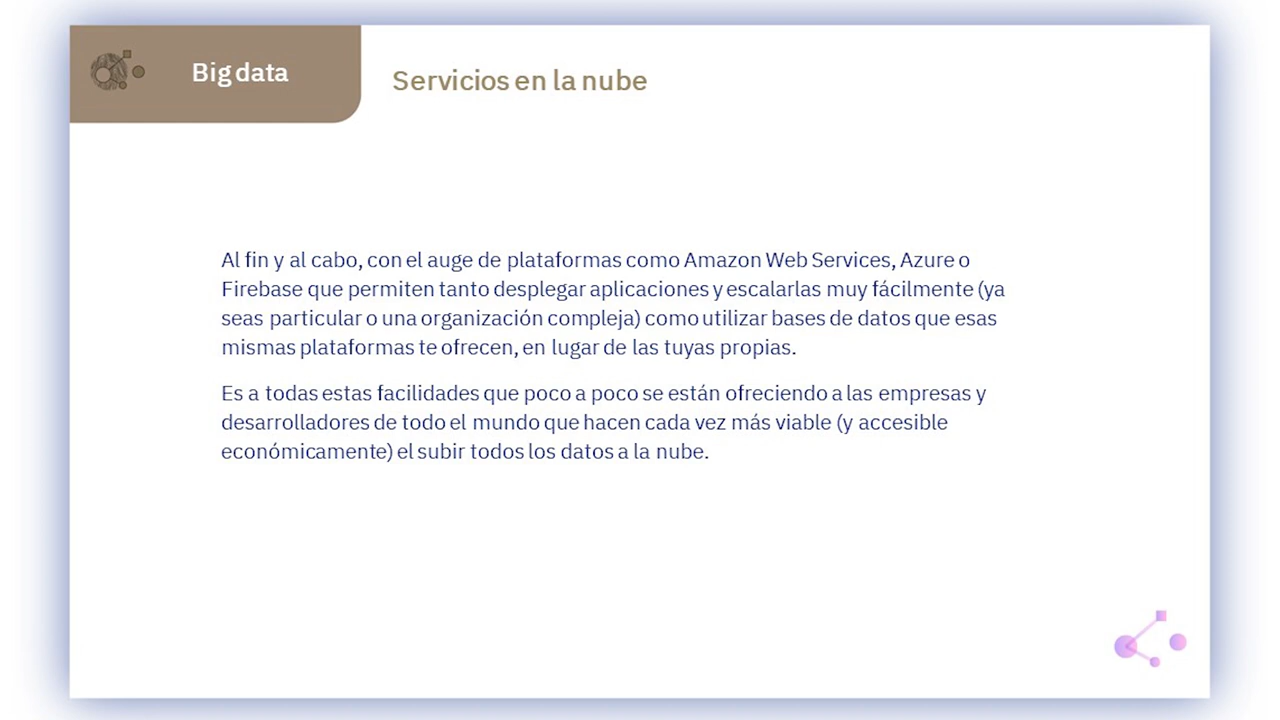 Big data
Servicios en la nube
Al fin y al cabo, con el auge de plataformas como Amazon Web Services, Azure o
Firebase que permiten tanto desplegar aplicaciones y escalarlas muy fácilmente (ya
seas particular o una organización compleja) como utilizar bases de datos que esas
mismas plataformas te ofrecen, en lugar de las tuyas propias.
Es a todas estas facilidades que poco a poco se están ofreciendo a las empresas y
desarrolladores de todo el mundo que hacen cada vez más viable (y accesible
económicamente) el subir todos los datos a la nube.